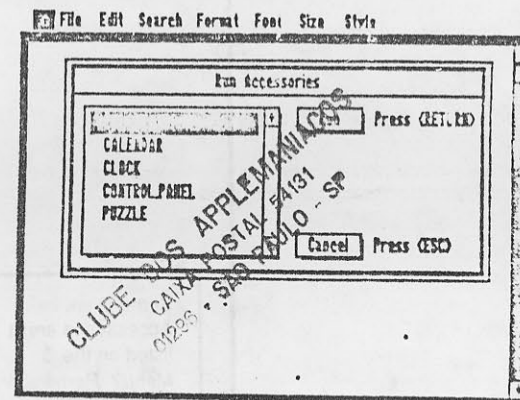 File Edit Search Format Font Size Style
Run Accessories
Press (RETURN)
CALENDAR
CLOCK
CONTROL_PANEL
PUZZLE
Cancel Press (ESC)
CLUBE DOS APPLEMANIACOS
CAIXA POSTAL 54131
01296 - SAO PAULO - SP